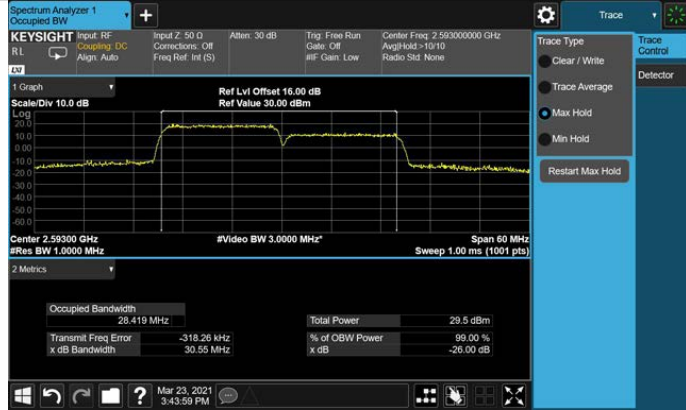 Spectrum Analyzer 1
Occupied BW
Trace
KEYSIGHT Input: RF Input Z: 50 Ω Atten: 30 dB Trig: Free Run Center Freq: 2.593000000 GHz
RL Coupling: DC Corrections: Off Gate: Off Avg|Hold:>10/10
Align: Auto Freq Ref: Int (S) #IF Gain: Low Radio Std: None
LXI
1 Graph
Ref Lvl Offset 16.00 dB
Scale/Div 10.0 dB Ref Value 30.00 dBm
Log
20.0
10.0
0.00
-10.0
-20.0
-30.0
-40.0
-50.0
-60.0
Center 2.59300 GHz #Video BW 3.0000 MHz* Span 60 MHz
#Res BW 1.0000 MHz Sweep 1.00 ms (1001 pts)
2 Metrics
Occupied Bandwidth
28.419 MHz Total Power 29.5 dBm
Transmit Freq Error -318.26 kHz % of OBW Power 99.00 %
x dB Bandwidth 30.55 MHz x dB -26.00 dB
Mar 23, 2021
3:43:59 PM
?
Trace Type
Clear / Write
Trace Average
Max Hold
Min Hold
Restart Max Hold
Trace
Control
Detector